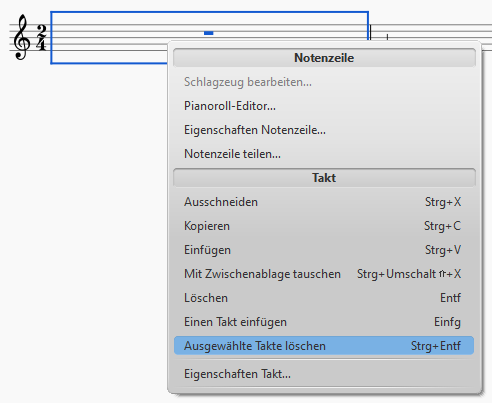 2
4
Notenzeile
Schlagzeug bearbeiten...
Pianoroll-Editor...
Eigenschaften Notenzeile...
Notenzeile teilen...
Takt
Ausschneiden Strg+X
Kopieren Strg+C
Einfügen Strg+V
Mit Zwischenablage tauschen Strg+Umschalt⇑+X
Löschen Entf
Einen Takt einfügen Einfg
Ausgewählte Takte löschen Strg+Entf
Eigenschaften Takt...